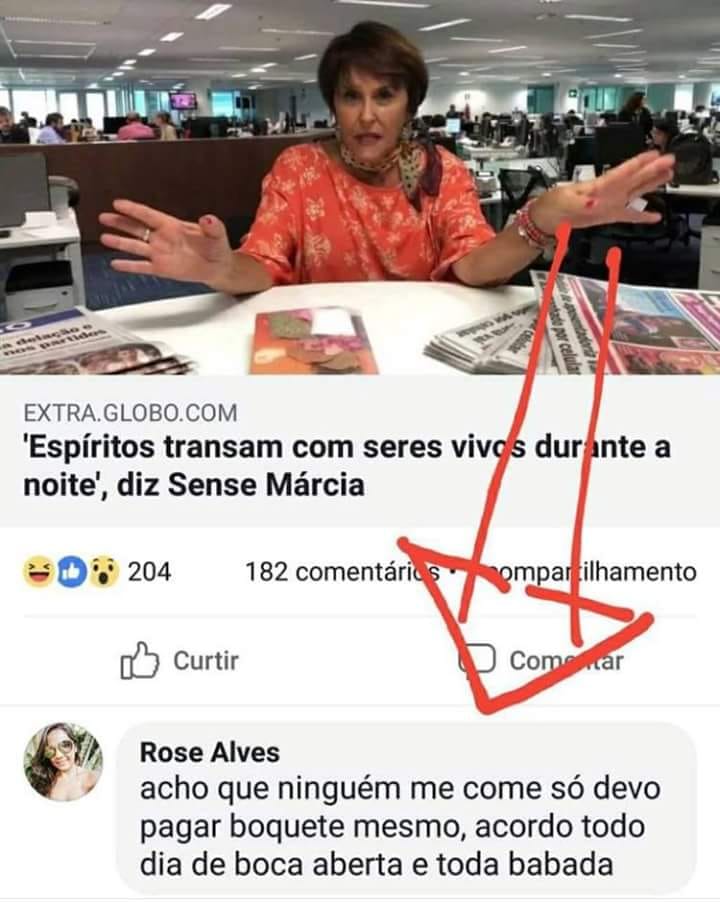 a delação e
nos partidos
EXTRA.GLOBO.COM
'Espíritos transam com seres vivos durante a
noite', diz Sense Márcia
204
182 comentários
compartilhamento
Curtir
Comentar
Rose Alves
acho que ninguém me come só devo
pagar boquete mesmo, acordo todo
dia de boca aberta e toda babada